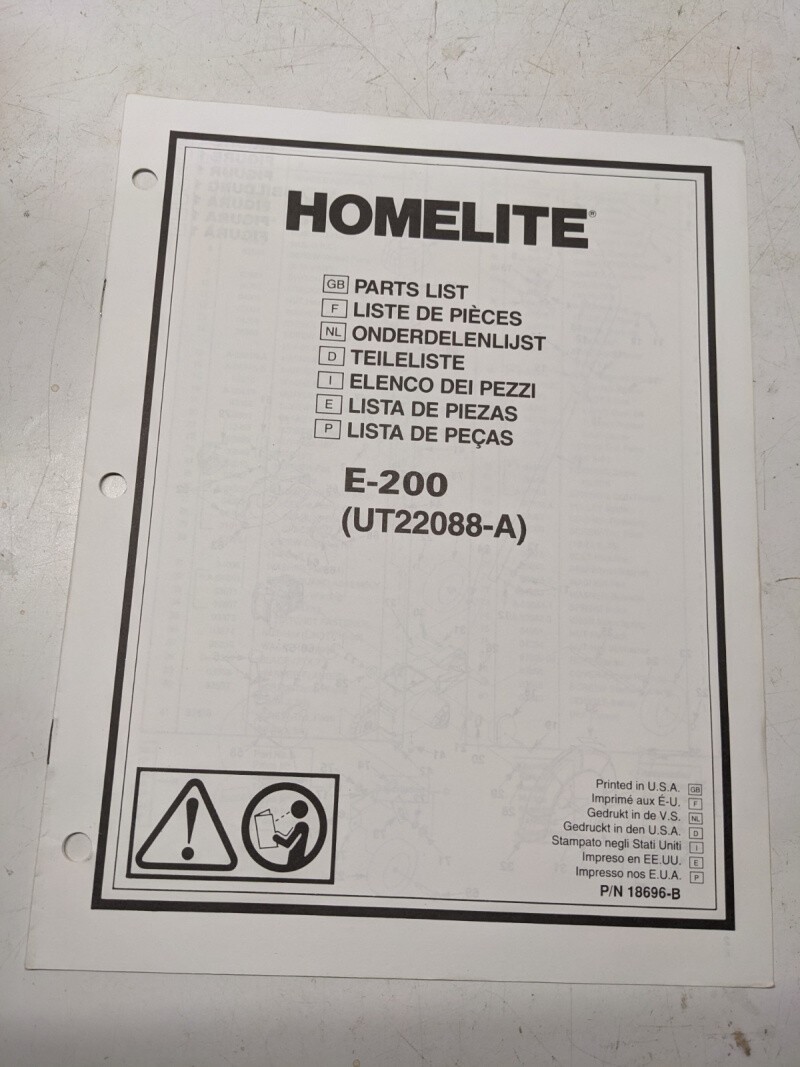 HOMELITE®
GB PARTS LIST
F LISTE DE PIÈCES
NL ONDERDELENLIJST
D TEILELISTE
I ELENCO DEI PEZZI
E LISTA DE PIEZAS
P LISTA DE PEÇAS
E-200
(UT22088-A)
Printed in U.S.A. GB
Imprimé aux É-U. F
Gedrukt in de V.S. NL
Gedruckt in den U.S.A. D
Stampato negli Stati Uniti I
Impreso en EE.UU. E
Impresso nos E.U.A. P
P/N 18696-B